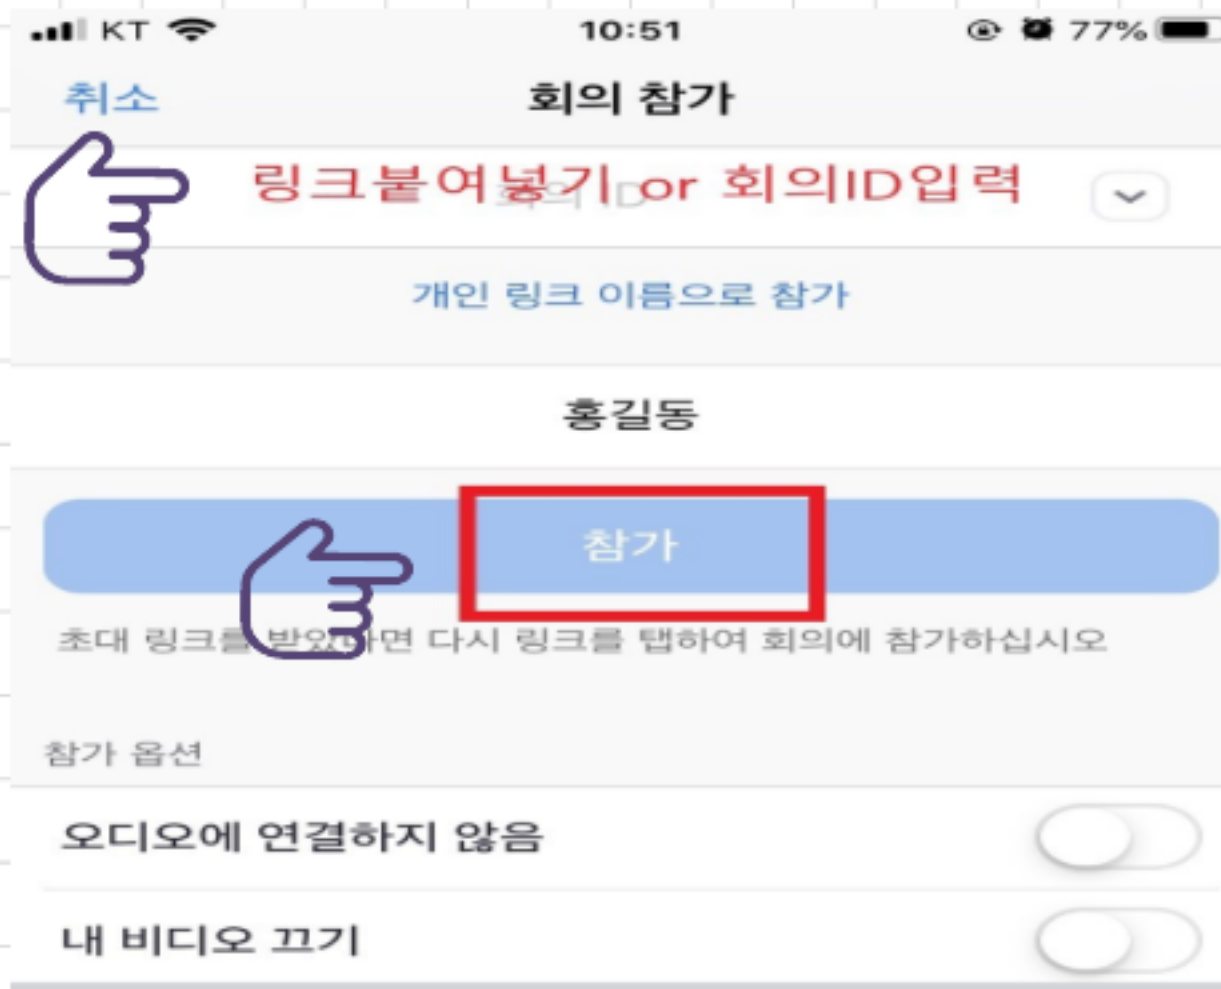 KT 10:51 77%
취소 회의 참가
링크붙여넣기 or 회의ID입력
개인 링크 이름으로 참가
홍길동
참가
초대 링크를 받았다면 다시 링크를 탭하여 회의에 참가하십시오
참가 옵션
오디오에 연결하지 않음
내 비디오 끄기